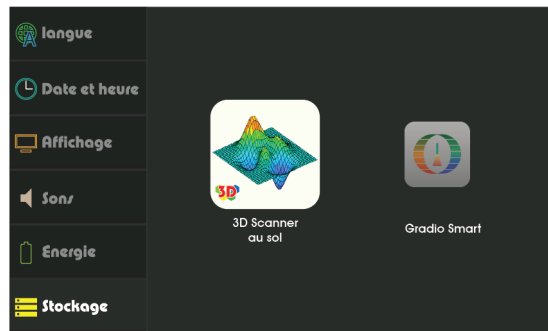 langue
Date et heure
Affichage
Sons
Energie
Stockage
3D
3D Scanner
au sol
Gradio Smart